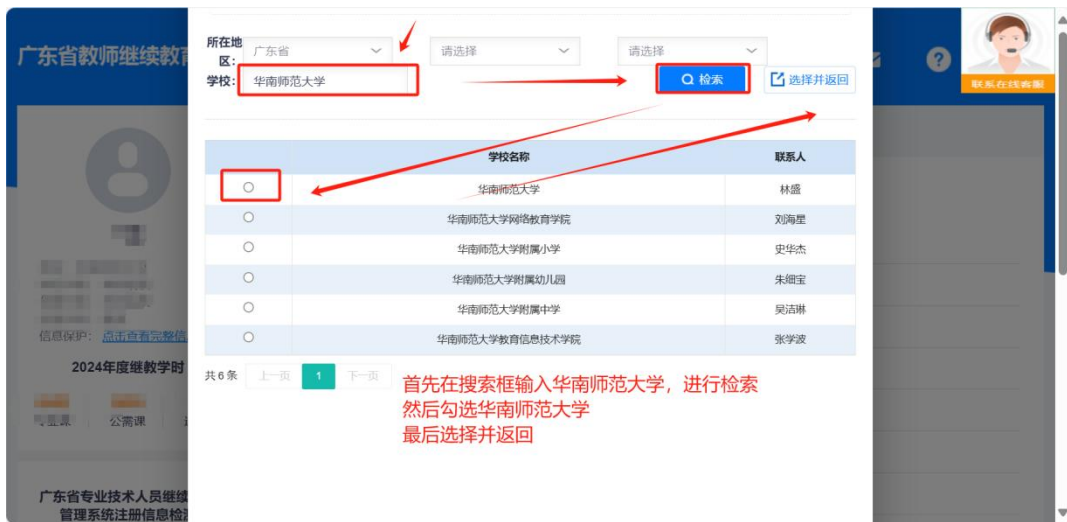 广东省教师继续教育
所在地区：
广东省
请选择
请选择
学校：
华南师范大学
检索
选择并返回
联系在线客服
学校名称 联系人
华南师范大学 林盛
华南师范大学网络教育学院 刘海星
华南师范大学附属小学 史华杰
华南师范大学附属幼儿园 朱细宝
华南师范大学附属中学 吴洁琳
华南师范大学教育信息技术学院 张学波
共6条 上一页 1 下一页
首先在搜索框输入华南师范大学，进行检索
然后勾选华南师范大学
最后选择并返回
信息保护： 点击查看完整信
2024年度继教学时
公需课
广东省专业技术人员继续
管理系统注册信息检